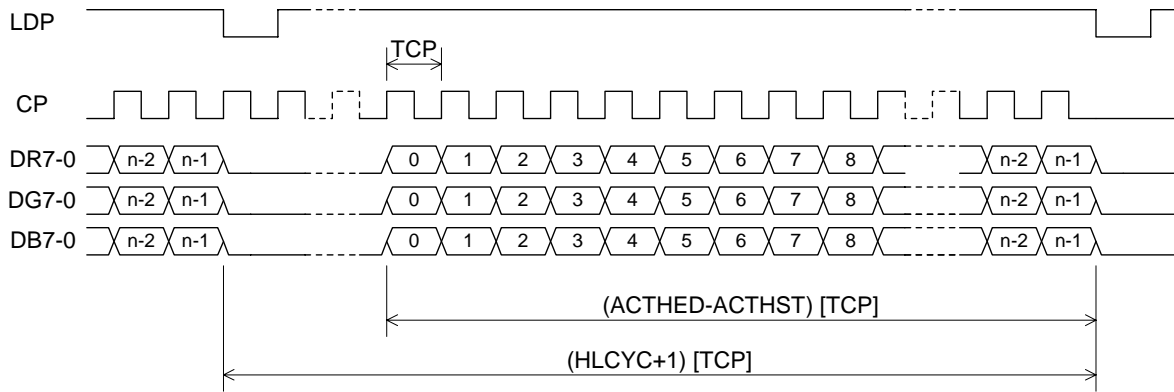 LDP
TCP
CP
DR7-0 n-2 n-1 0 1 2 3 4 5 6 7 8 n-2 n-1
DG7-0 n-2 n-1 0 1 2 3 4 5 6 7 8 n-2 n-1
DB7-0 n-2 n-1 0 1 2 3 4 5 6 7 8 n-2 n-1
(ACTHED-ACTHST) [TCP]
(HLCYC+1) [TCP]